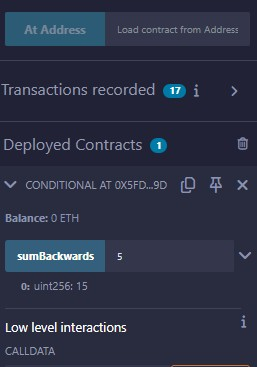 At Address Load contract from Address
Transactions recorded 17 i
Deployed Contracts 1
CONDITIONAL AT 0X5FD...9D
Balance: 0 ETH
sumBackwards 5
0: uint256: 15
Low level interactions i
CALLDATA